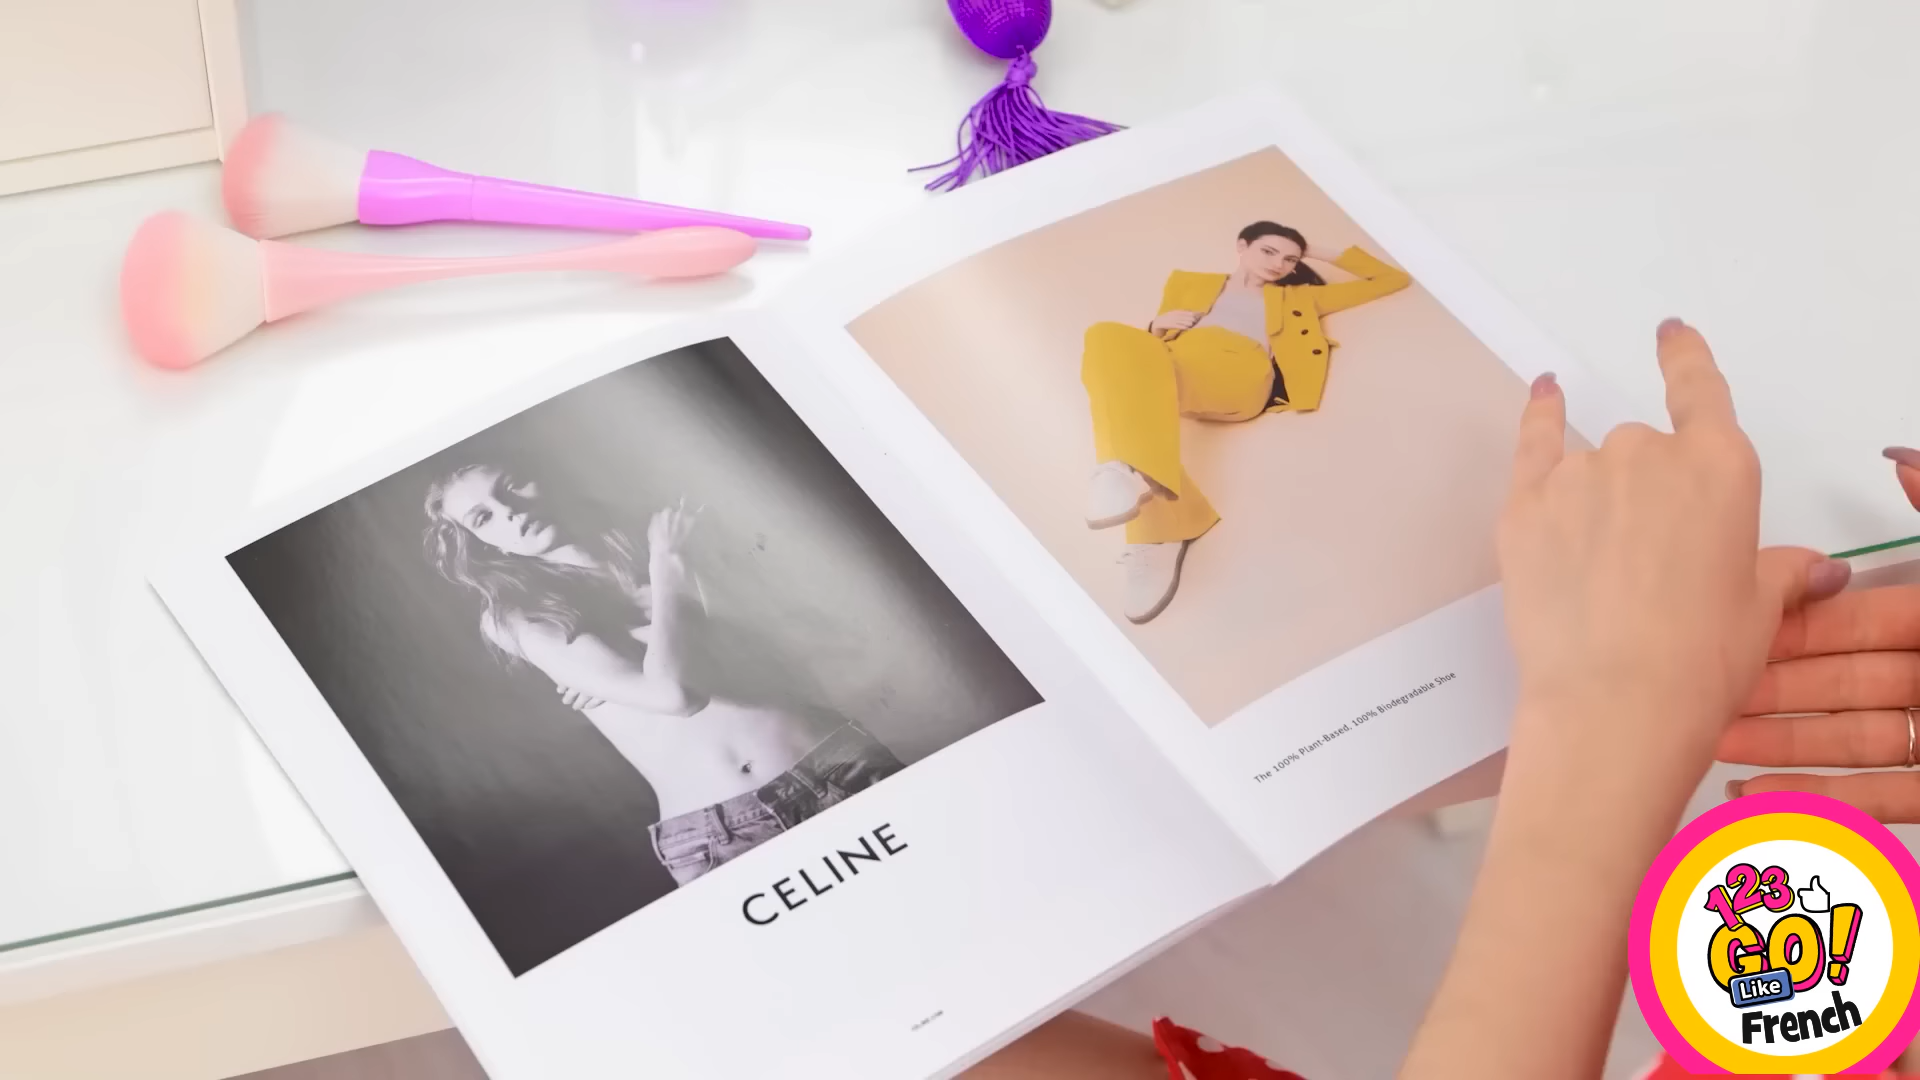 CELINE
The 100% Plant-Based, 100% Biodegradable Shoe
123
GO!
Like
French